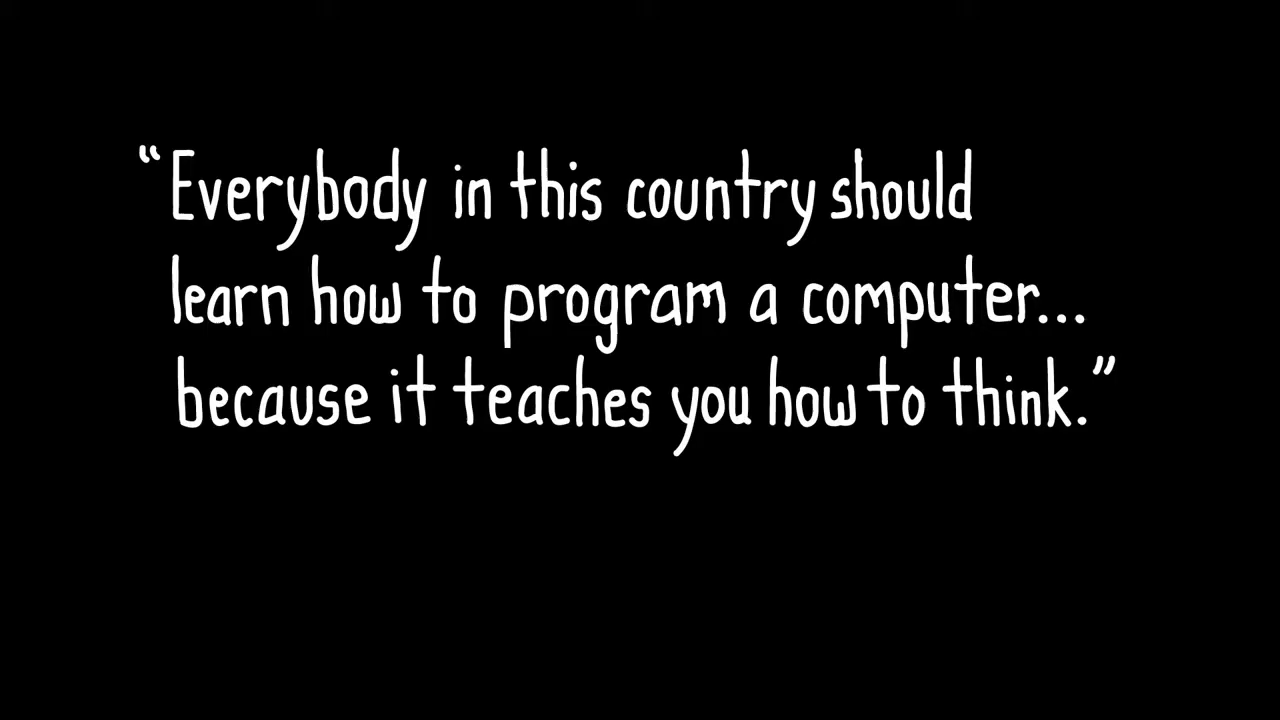 “Everybody in this country should
learn how to program a computer...
because it teaches you how to think.”